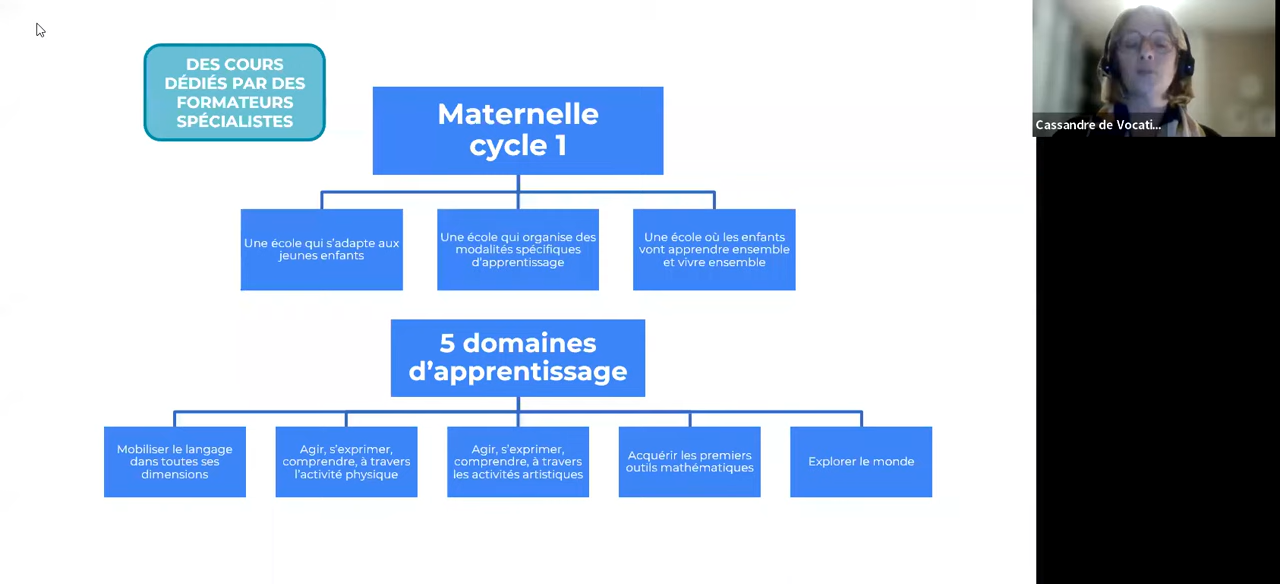 DES COURS
DÉDIÉS PAR DES
FORMATEURS
SPÉCIALISTES
Maternelle
cycle 1
Une école qui s’adapte aux
jeunes enfants
Une école qui organise des
modalités spécifiques
d’apprentissage
Une école où les enfants
vont apprendre ensemble
et vivre ensemble
5 domaines
d’apprentissage
Mobiliser le langage
dans toutes ses
dimensions
Agir, s’exprimer,
comprendre, à travers
l’activité physique
Agir, s’exprimer,
comprendre, à travers
les activités artistiques
Acquérir les premiers
outils mathématiques
Explorer le monde
Cassandre de Vocati...